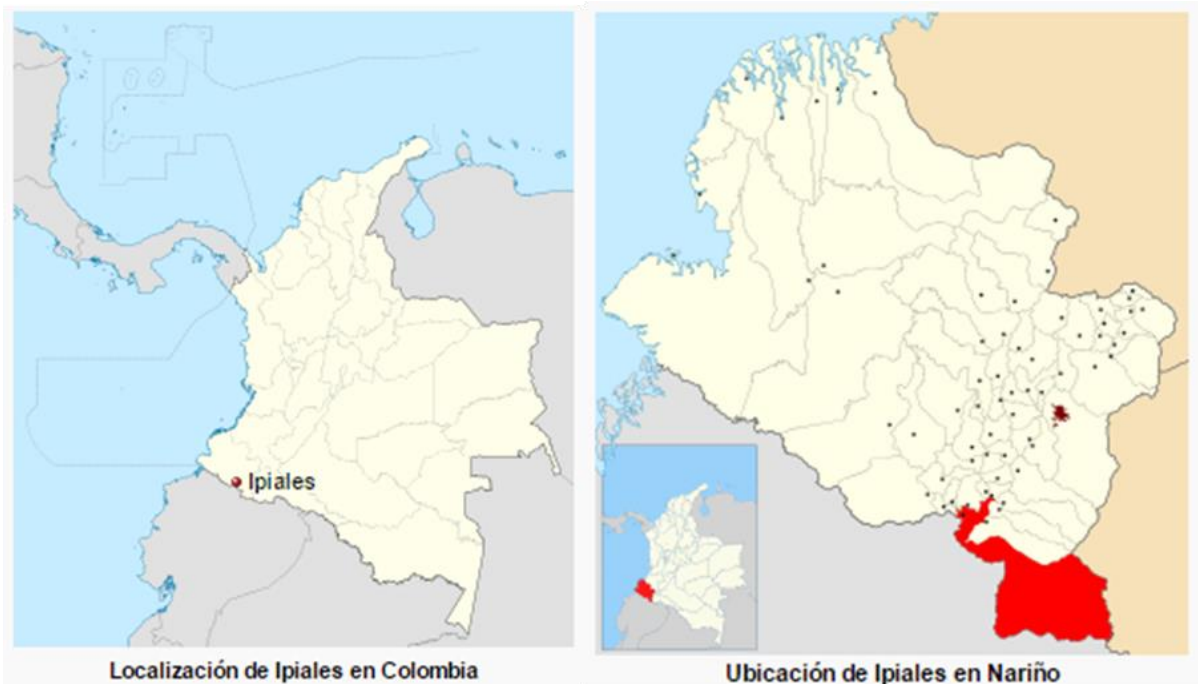 Ipiales
Localización de Ipiales en Colombia
Ubicación de Ipiales en Nariño